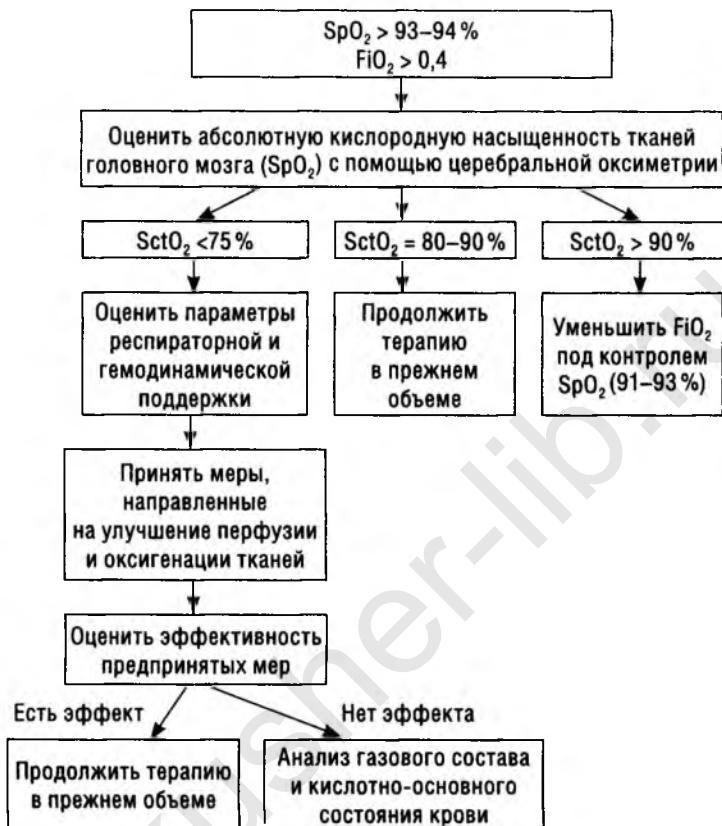 SpO₂ > 93–94 %
FiO₂ > 0,4
Оценить абсолютную кислородную насыщенность тканей
головного мозга (SpO₂) с помощью церебральной оксиметрии
SctO₂ <75 %
SctO₂ = 80–90 %
SctO₂ > 90 %
Оценить параметры
респираторной и
гемодинамической
поддержки
Продолжить
терапию
в прежнем
объеме
Уменьшить FiO₂
под контролем
SpO₂ (91–93 %)
Принять меры,
направленные
на улучшение перфузии
и оксигенации тканей
Оценить эффективность
предпринятых мер
Есть эффект
Нет эффекта
Продолжить терапию
в прежнем объеме
Анализ газового состава
и кислотно-основного
состояния крови
usher-lib.ru